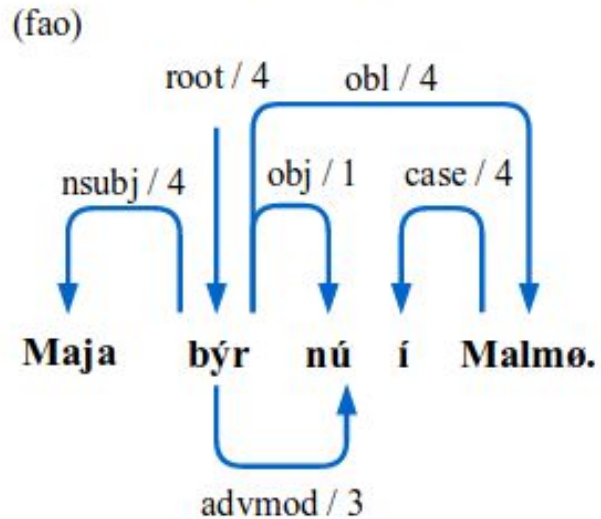 (fao)
root / 4 obl / 4
nsubj / 4 obj / 1 case / 4
Maja býr nú í Malmø.
advmod / 3